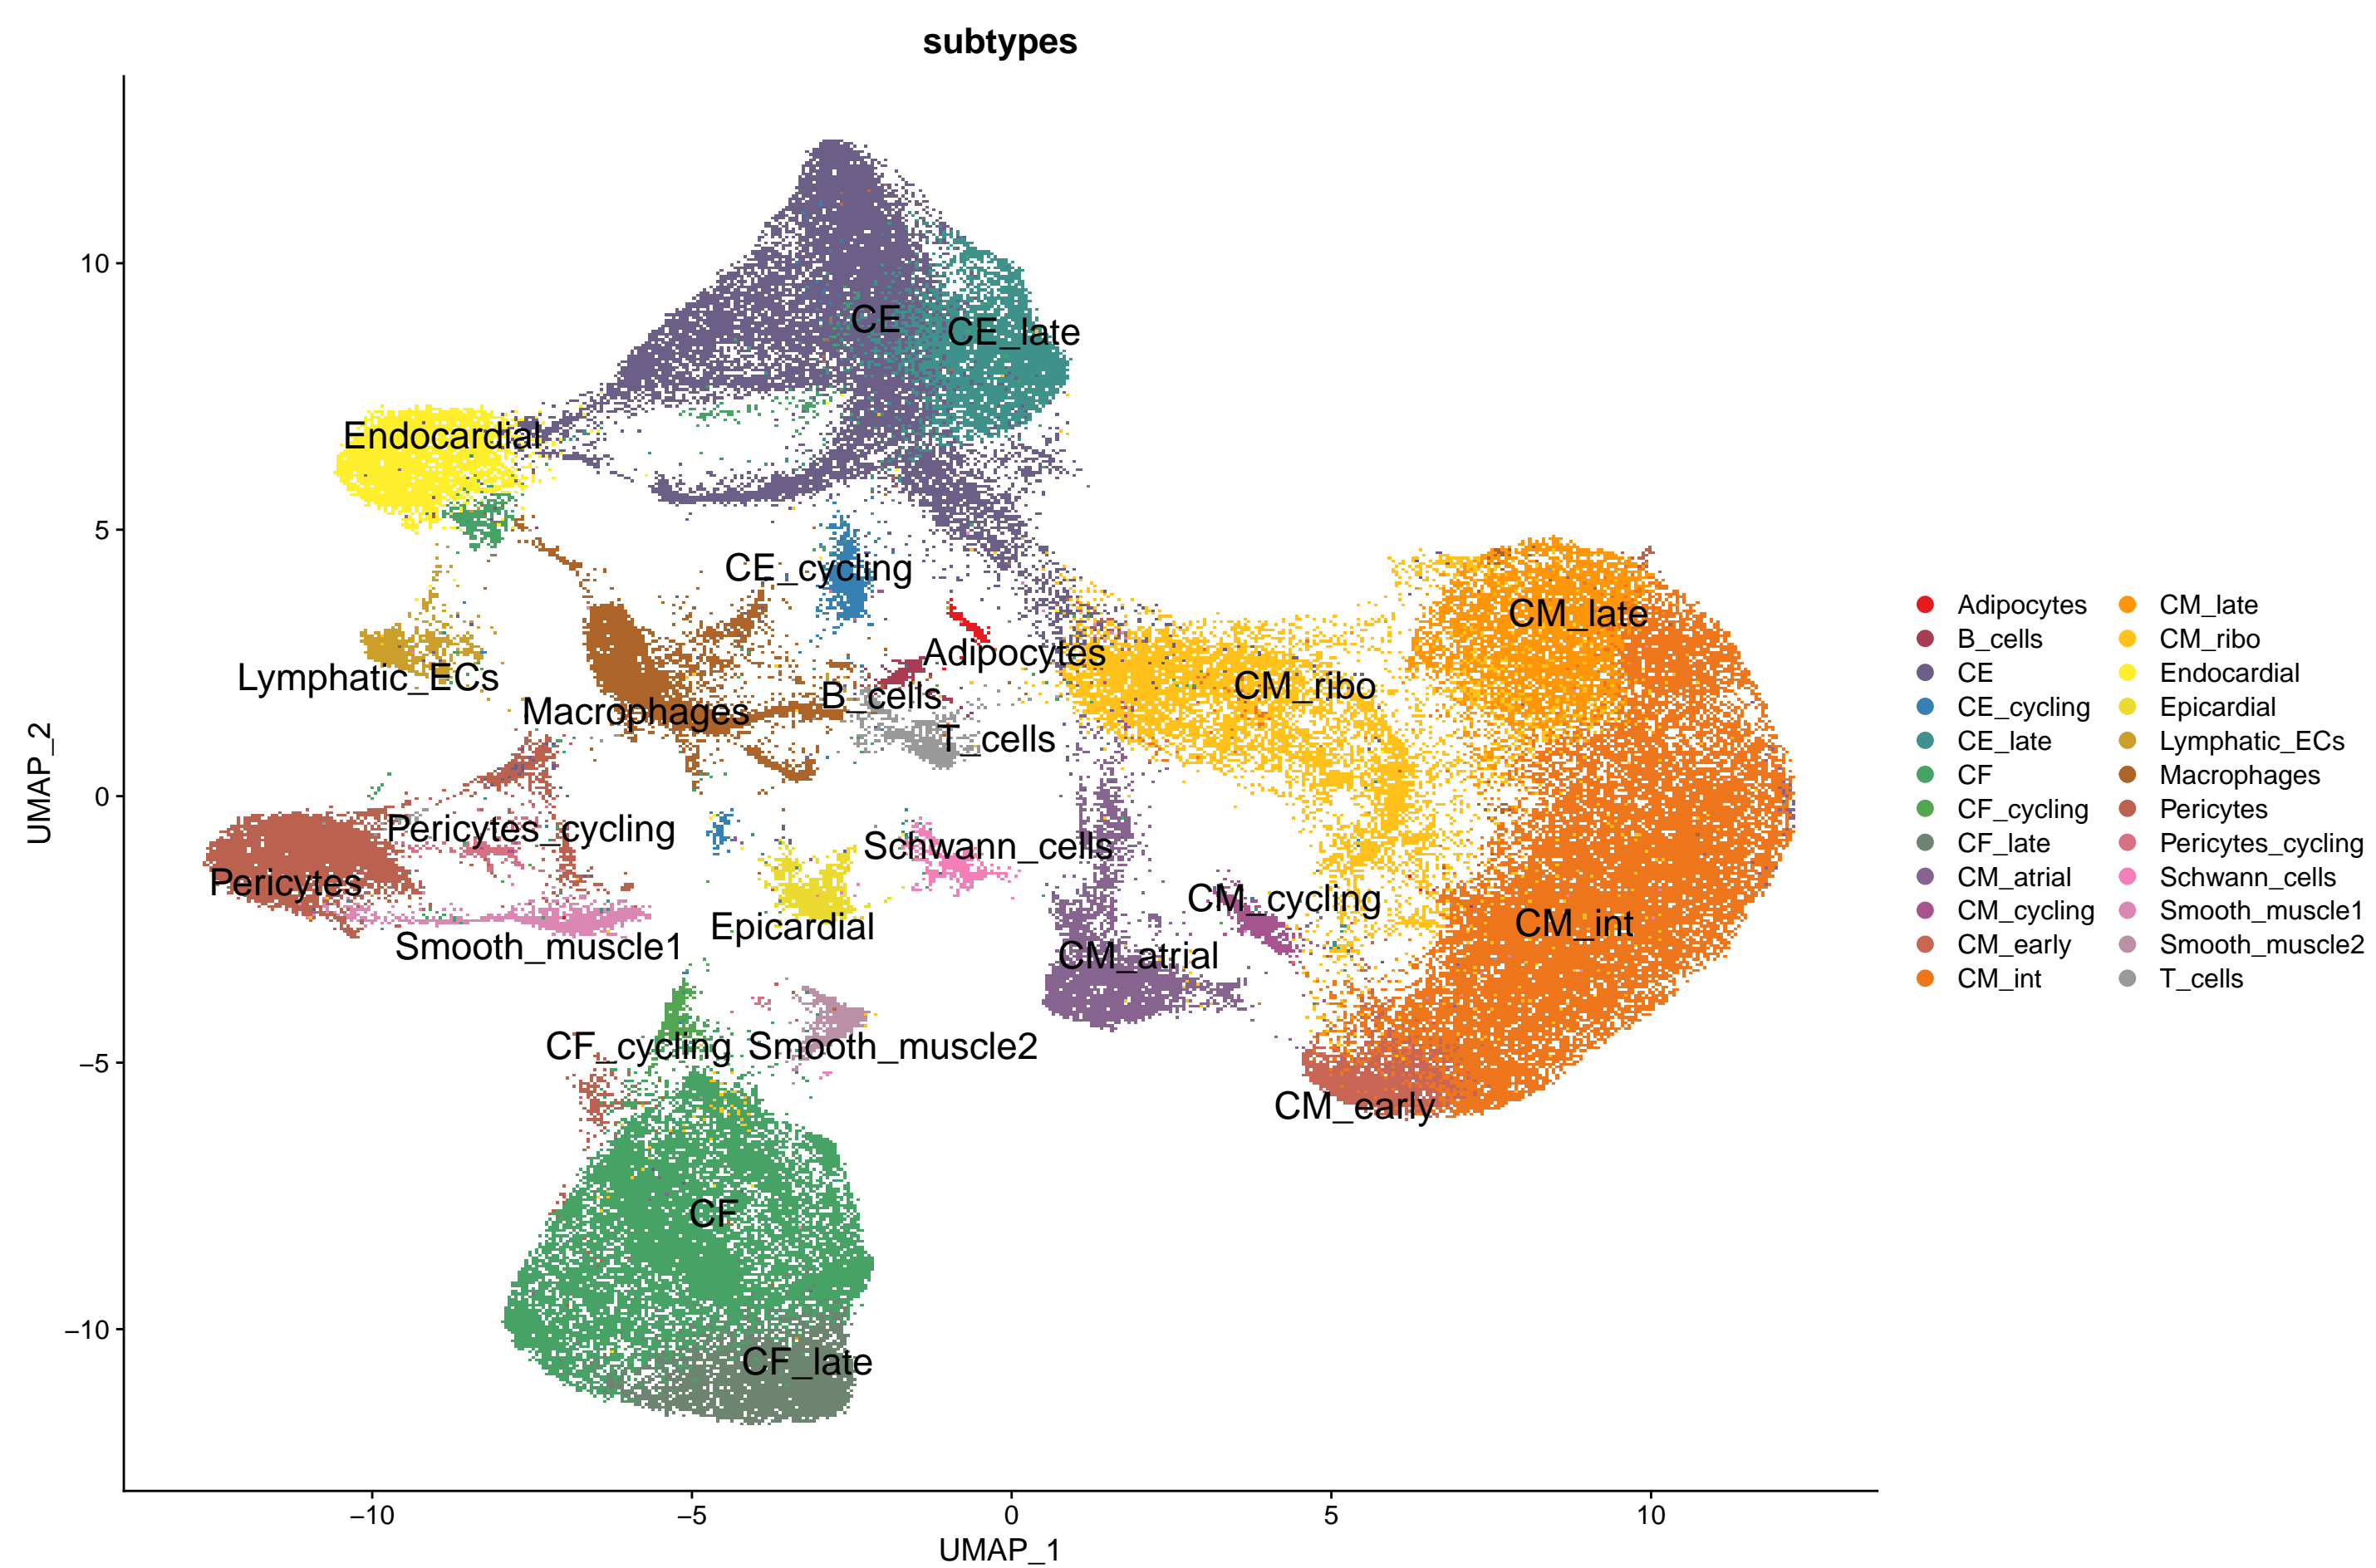 subtypes
10
5
0
−5
−10
UMAP_2
−10
−5
0
5
10
UMAP_1
CE
CE_late
Endocardial
CE_cycling
Adipocytes
Lymphatic_ECs
Macrophages
B_cells
T_cells
CM_ribo
CM_late
Pericytes_cycling
Pericytes
Schwann_cells
Epicardial
Smooth_muscle1
CM_cycling
CM_atrial
CM_int
CF_cycling
Smooth_muscle2
CM_early
CF
CF_late
Adipocytes
B_cells
CE
CE_cycling
CE_late
CF
CF_cycling
CF_late
CM_atrial
CM_cycling
CM_early
CM_int
CM_late
CM_ribo
Endocardial
Epicardial
Lymphatic_ECs
Macrophages
Pericytes
Pericytes_cycling
Schwann_cells
Smooth_muscle1
Smooth_muscle2
T_cells